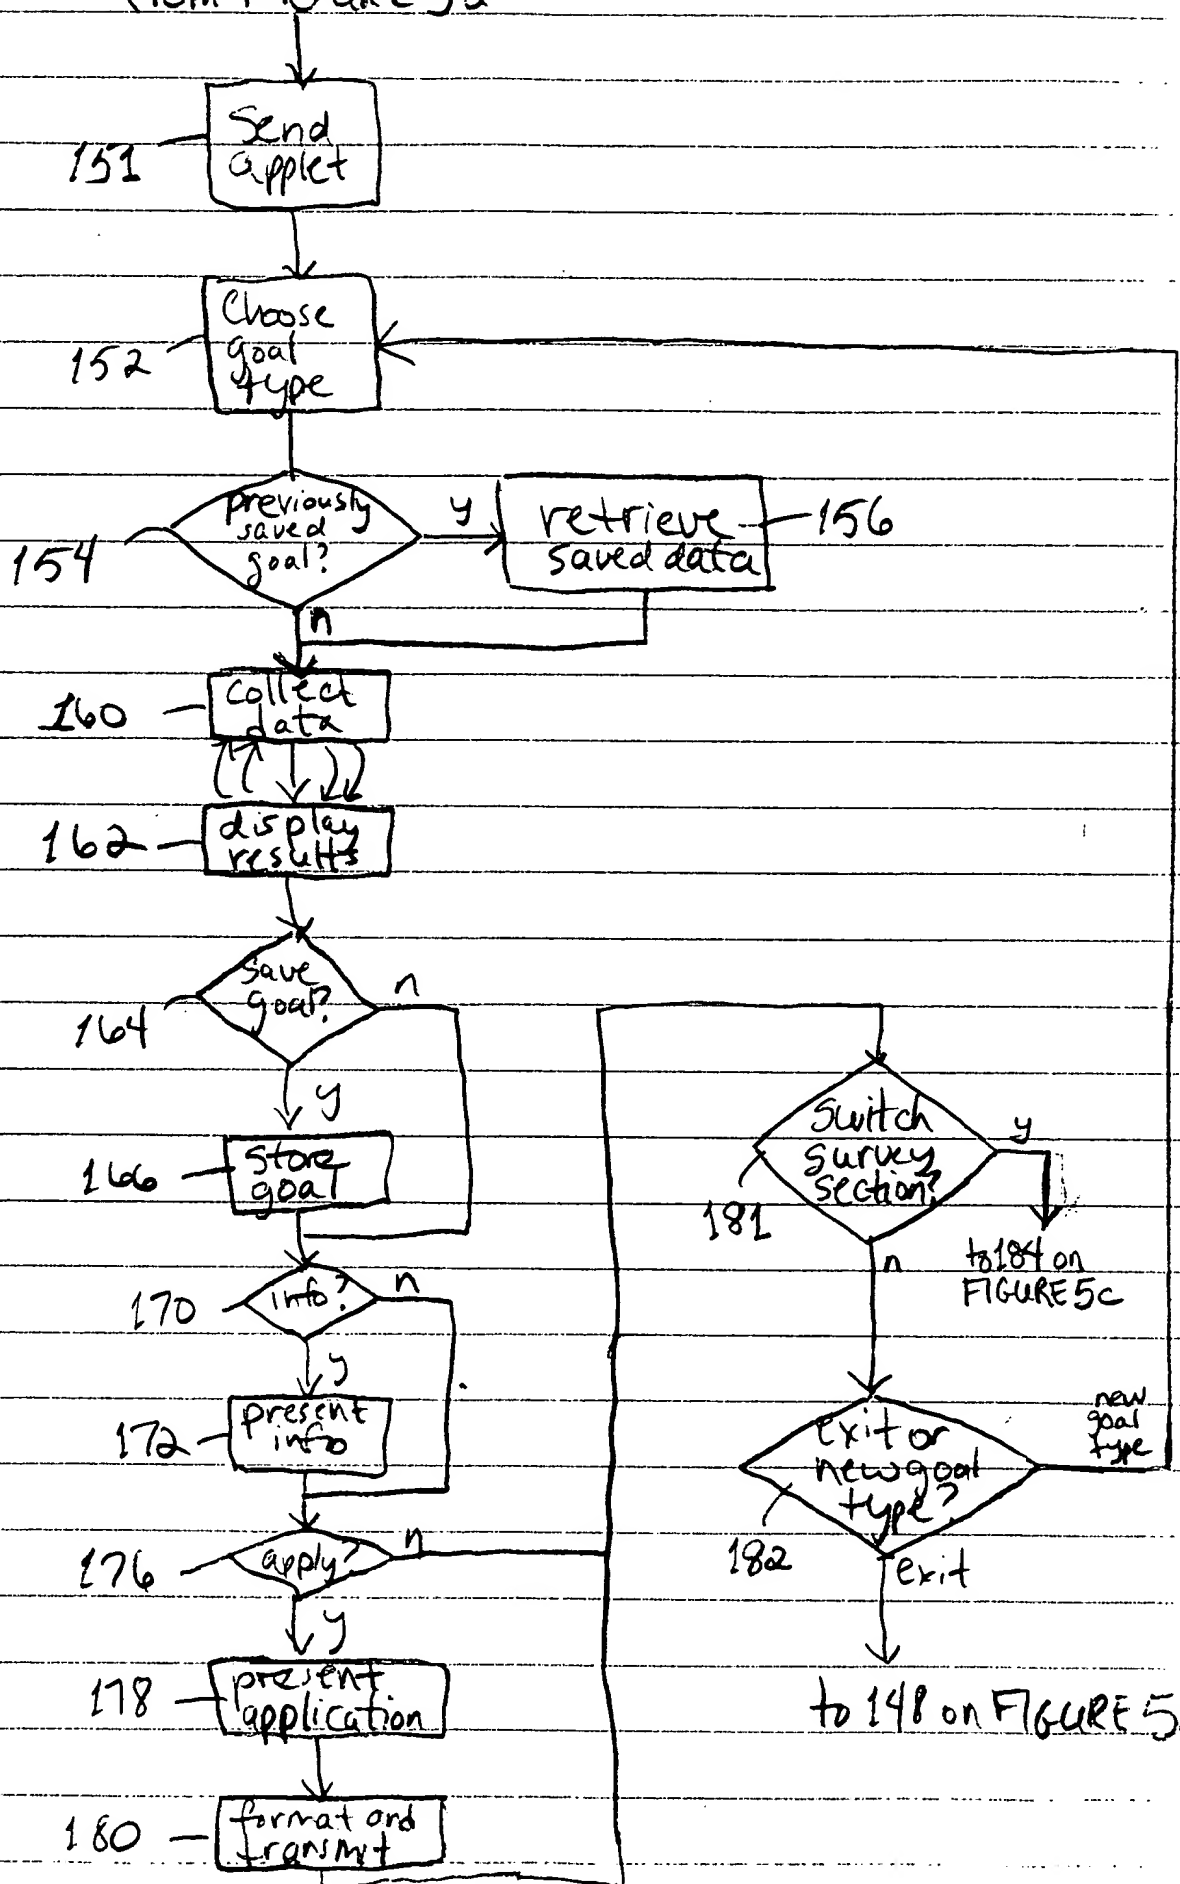 Send
applet
151
Choose
goal
type
152
previously
saved
goal?
154
y
retrieve
saved data
156
n
collect
data
160
display
results
162
save
goal?
164
n
y
store
goal
166
info?
170
n
y
present
info
172
apply?
176
n
y
present
application
178
format and
transmit
180
switch
survey
section?
181
y
to 184 on
FIGURE 5c
n
exit or
new goal
type?
182
new
goal
type
exit
to 148 on FIGURE 5